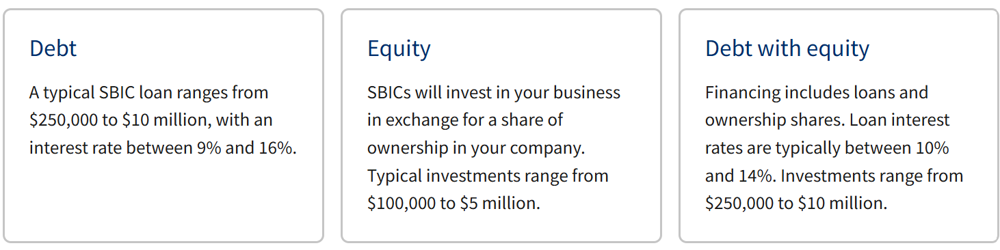 Debt
A typical SBIC loan ranges from
$250,000 to $10 million, with an
interest rate between 9% and 16%.
Equity
SBICs will invest in your business
in exchange for a share of
ownership in your company.
Typical investments range from
$100,000 to $5 million.
Debt with equity
Financing includes loans and
ownership shares. Loan interest
rates are typically between 10%
and 14%. Investments range from
$250,000 to $10 million.